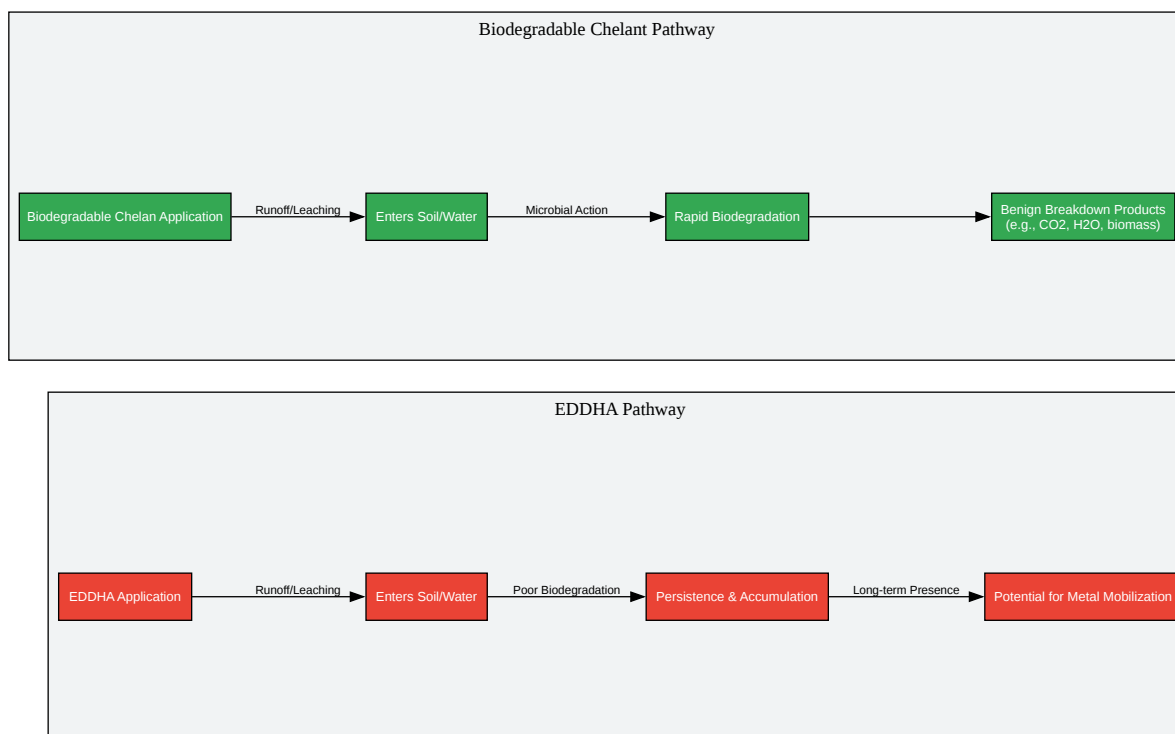 Biodegradable Chelant Pathway
Biodegradable Chelan Application
Runoff/Leaching
Enters Soil/Water
Microbial Action
Rapid Biodegradation
Benign Breakdown Products
(e.g., CO2, H2O, biomass)
EDDHA Pathway
EDDHA Application
Runoff/Leaching
Enters Soil/Water
Poor Biodegradation
Persistence & Accumulation
Long-term Presence
Potential for Metal Mobilization